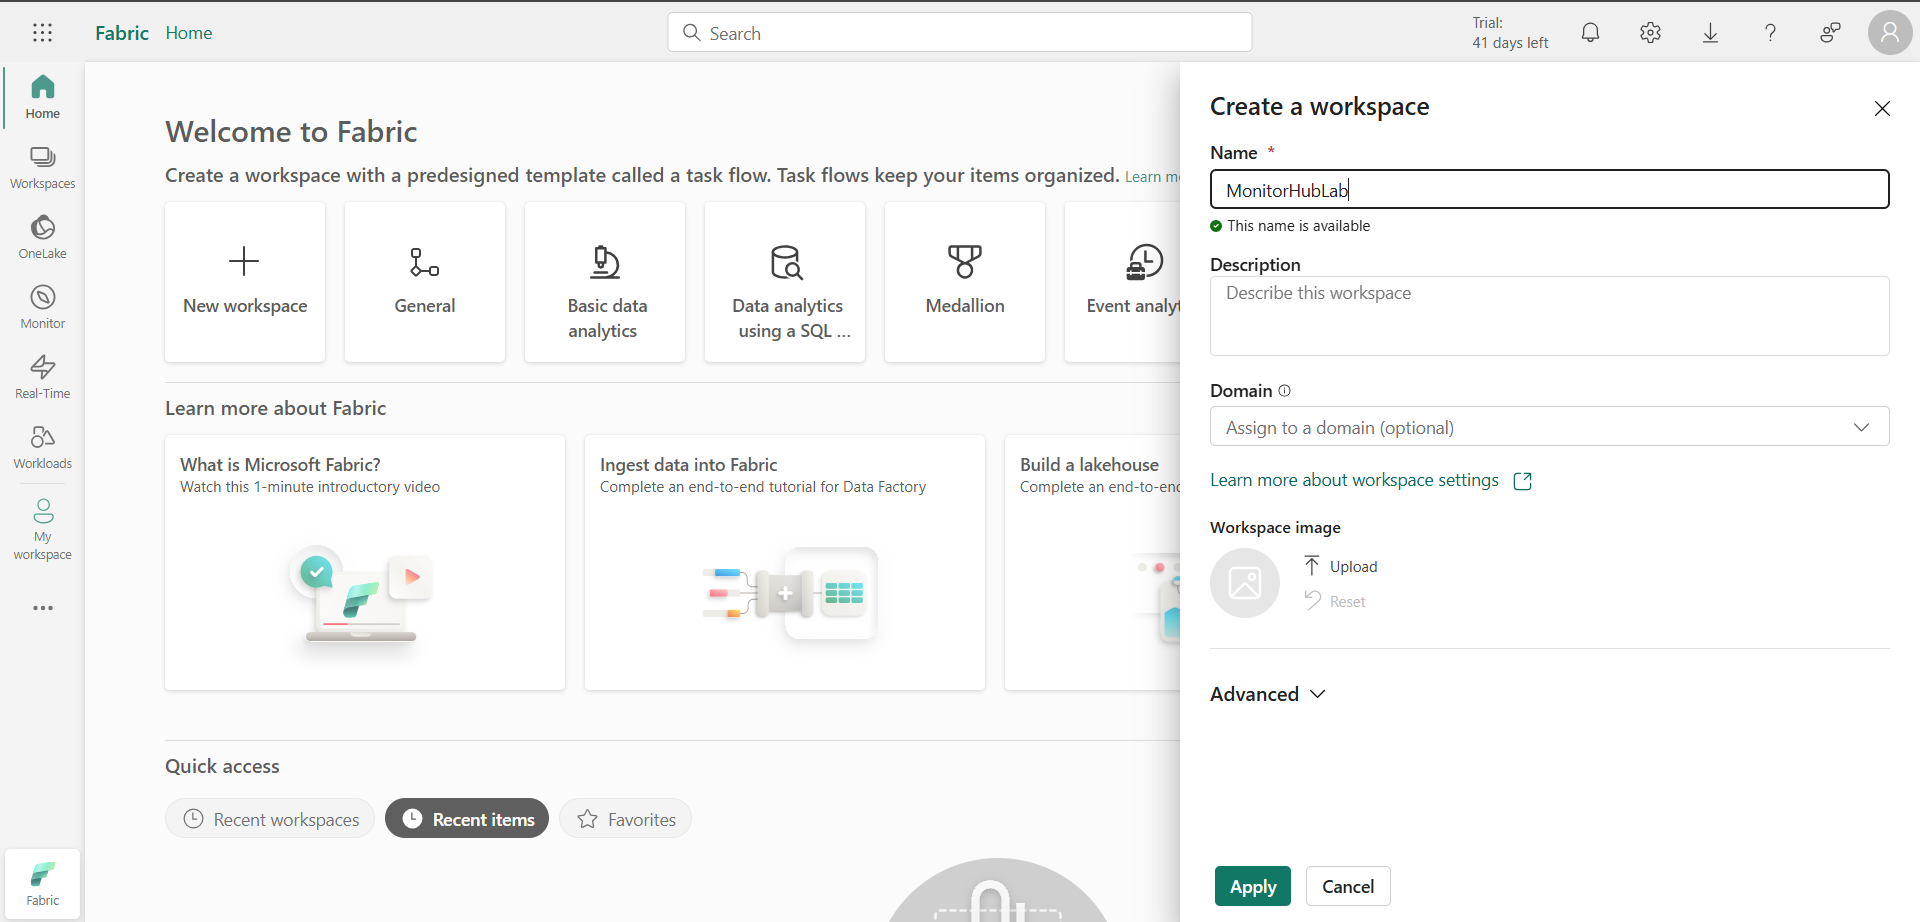 Fabric Home
Search
Trial:
41 days left
Home
Workspaces
OneLake
Monitor
Real-Time
Workloads
My
workspace
Fabric
Welcome to Fabric
Create a workspace with a predesigned template called a task flow. Task flows keep your items organized. Learn m
New workspace
General
Basic data
analytics
Data analytics
using a SQL ...
Medallion
Event analyt
Learn more about Fabric
What is Microsoft Fabric?
Watch this 1-minute introductory video
Ingest data into Fabric
Complete an end-to-end tutorial for Data Factory
Build a lakehouse
Complete an end-to-end
Quick access
Recent workspaces
Recent items
Favorites
Create a workspace
Name *
MonitorHubLab
This name is available
Description
Describe this workspace
Domain
Assign to a domain (optional)
Learn more about workspace settings
Workspace image
Upload
Reset
Advanced
Apply
Cancel